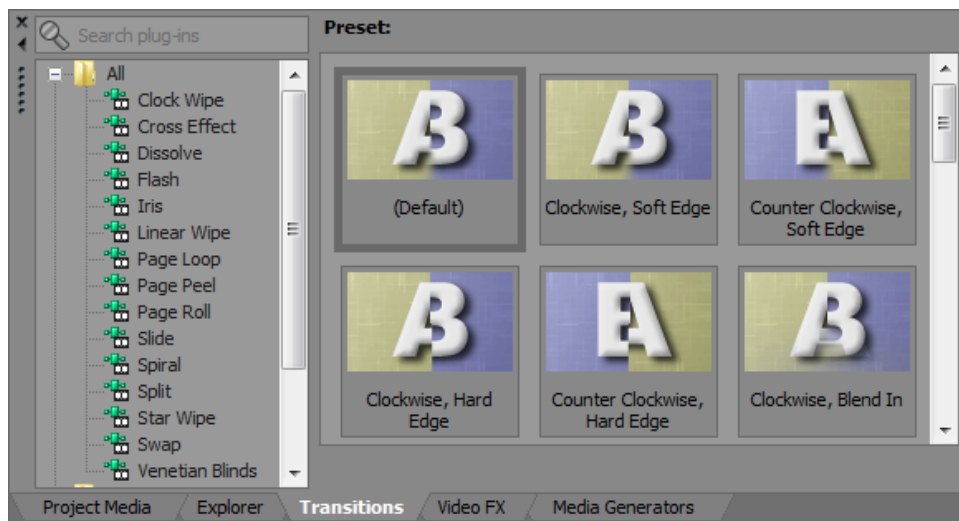 Search plug-ins
All
Clock Wipe
Cross Effect
Dissolve
Flash
Iris
Linear Wipe
Page Loop
Page Peel
Page Roll
Slide
Spiral
Split
Star Wipe
Swap
Venetian Blinds
Preset:
(Default)
Clockwise, Soft Edge
Counter Clockwise,
Soft Edge
Clockwise, Hard
Edge
Counter Clockwise,
Hard Edge
Clockwise, Blend In
Project Media
Explorer
Transitions
Video FX
Media Generators